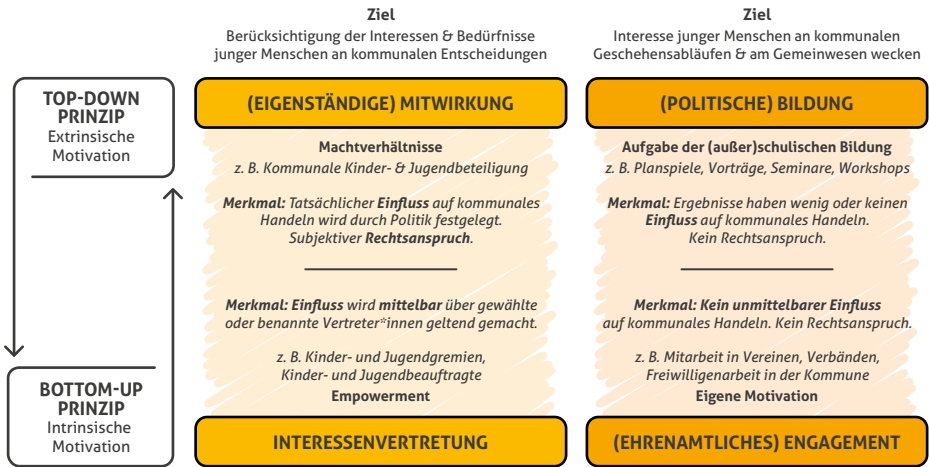 Ziel
Berücksichtigung der Interessen & Bedürfnisse
junger Menschen an kommunalen Entscheidungen
Ziel
Interesse junger Menschen an kommunalen
Geschehensabläufen & am Gemeinwesen wecken
TOP-DOWN
PRINZIP
Extrinsische
Motivation
BOTTOM-UP
PRINZIP
Intrinsische
Motivation
(EIGENSTÄNDIGE) MITWIRKUNG
Machtverhältnisse
z. B. Kommunale Kinder- & Jugendbeteiligung
Merkmal: Tatsächlicher Einfluss auf kommunales
Handeln wird durch Politik festgelegt.
Subjektiver Rechtsanspruch.
Merkmal: Einfluss wird mittelbar über gewählte
oder benannte Vertreter*innen geltend gemacht.
z. B. Kinder- und Jugendgremien,
Kinder- und Jugendbeauftragte
Empowerment
INTERESSENVERTRETUNG
(POLITISCHE) BILDUNG
Aufgabe der (außer)schulischen Bildung
z. B. Planspiele, Vorträge, Seminare, Workshops
Merkmal: Ergebnisse haben wenig oder keinen
Einfluss auf kommunales Handeln.
Kein Rechtsanspruch.
Merkmal: Kein unmittelbarer Einfluss
auf kommunales Handeln. Kein Rechtsanspruch.
z. B. Mitarbeit in Vereinen, Verbänden,
Freiwilligenarbeit in der Kommune
Eigene Motivation
(EHRENAMTLICHES) ENGAGEMENT